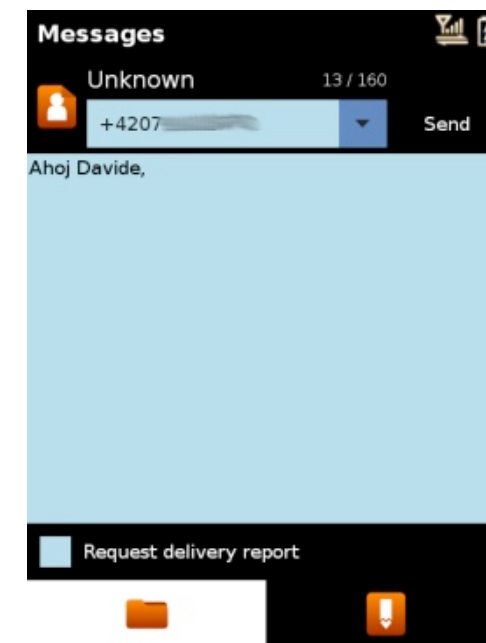 Messages
Unknown 13 / 160
+4207
Send
Ahoj Davide,
Request delivery report